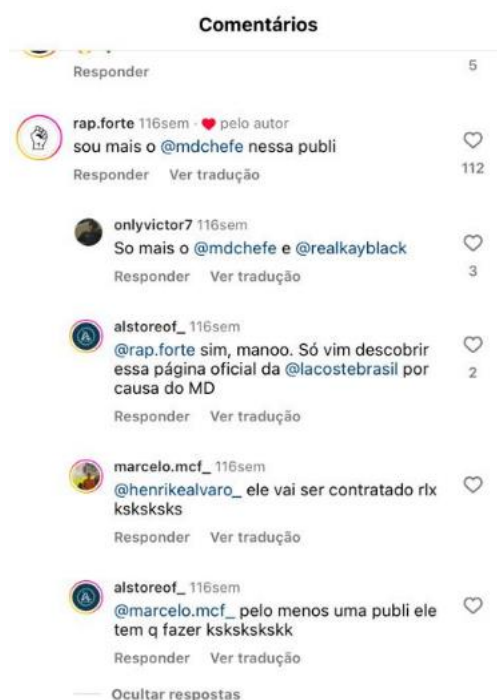 Comentários
Responder
5
rap.forte 116sem · pelo autor
sou mais o @mdchefe nessa publi
Responder Ver tradução
112
onlyvictor7 116sem
So mais o @mdchefe e @realkayblack
Responder Ver tradução
3
alstoreof_ 116sem
@rap.forte sim, manoo. Só vim descobrir
essa página oficial da @lacostebrasil por
causa do MD
Responder Ver tradução
2
marcelo.mcf_ 116sem
@henrikealvaro_ ele vai ser contratado rlx
ksksksks
Responder Ver tradução
alstoreof_ 116sem
@marcelo.mcf_ pelo menos uma publi ele
tem q fazer ksksksksskk
Responder Ver tradução
Ocultar respostas